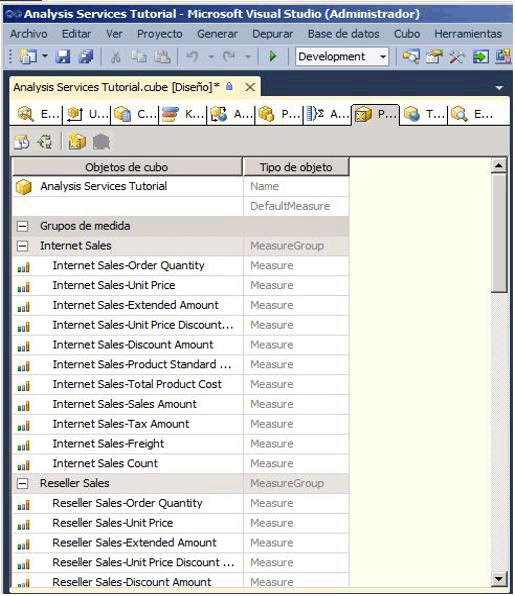 Analysis Services Tutorial - Microsoft Visual Studio (Administrador)
Archivo Editar Ver Proyecto Generar Depurar Base de datos Cubo Herramientas
Development
Analysis Services Tutorial.cube [Diseño]*
E... U... C... K... A... P... A... P... T... E...
Objetos de cubo Tipo de objeto
Analysis Services Tutorial Name
DefaultMeasure
Grupos de medida
Internet Sales MeasureGroup
Internet Sales-Order Quantity Measure
Internet Sales-Unit Price Measure
Internet Sales-Extended Amount Measure
Internet Sales-Unit Price Discount... Measure
Internet Sales-Discount Amount Measure
Internet Sales-Product Standard ... Measure
Internet Sales-Total Product Cost Measure
Internet Sales-Sales Amount Measure
Internet Sales-Tax Amount Measure
Internet Sales-Freight Measure
Internet Sales Count Measure
Reseller Sales MeasureGroup
Reseller Sales-Order Quantity Measure
Reseller Sales-Unit Price Measure
Reseller Sales-Extended Amount Measure
Reseller Sales-Unit Price Discount ... Measure
Reseller Sales-Discount Amount Measure